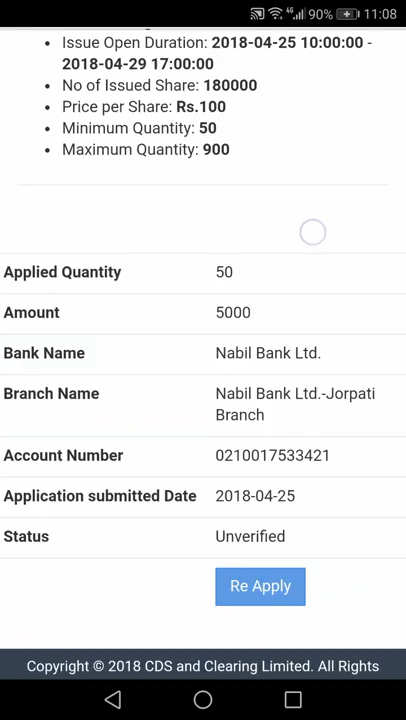 90% 11:08
Issue Open Duration: 2018-04-25 10:00:00 -
2018-04-29 17:00:00
No of Issued Share: 180000
Price per Share: Rs.100
Minimum Quantity: 50
Maximum Quantity: 900
Applied Quantity 50
Amount 5000
Bank Name Nabil Bank Ltd.
Branch Name Nabil Bank Ltd.-Jorpati
Branch
Account Number 0210017533421
Application submitted Date 2018-04-25
Status Unverified
Re Apply
Copyright © 2018 CDS and Clearing Limited. All Rights